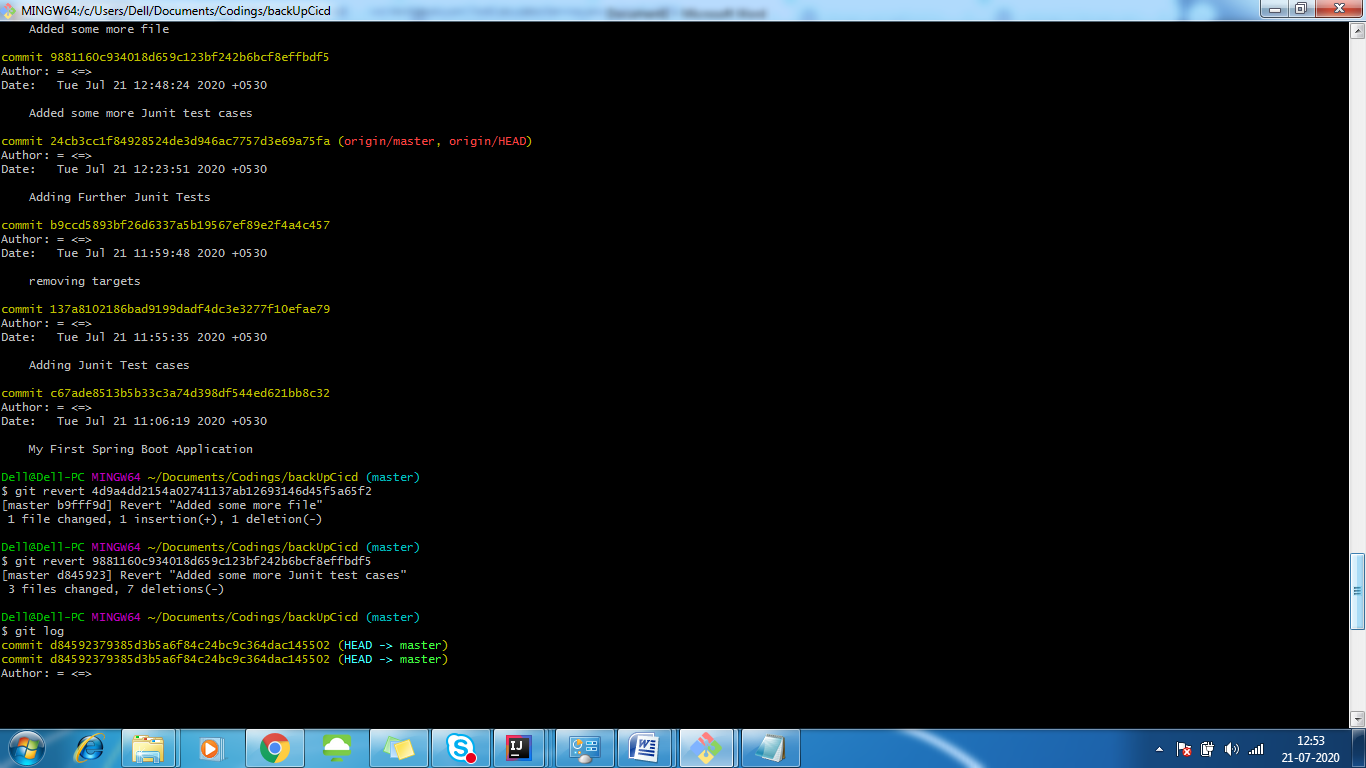 MINGW64:/c/Users/Dell/Documents/Codings/backUpCicd
Added some more file
commit 9881160c934018d659c123bf242b6bcf8effbdf5
Author: = <=>
Date:   Tue Jul 21 12:48:24 2020 +0530
Added some more Junit test cases
commit 24cb3cc1f84928524de3d946ac7757d3e69a75fa (origin/master, origin/HEAD)
Author: = <=>
Date:   Tue Jul 21 12:23:51 2020 +0530
Adding Further Junit Tests
commit b9ccd5893bf26d6337a5b19567ef89e2f4a4c457
Author: = <=>
Date:   Tue Jul 21 11:59:48 2020 +0530
removing targets
commit 137a8102186bad9199dadf4dc3e3277f10efae79
Author: = <=>
Date:   Tue Jul 21 11:55:35 2020 +0530
Adding Junit Test cases
commit c67ade8513b5b33c3a74d398df544ed621bb8c32
Author: = <=>
Date:   Tue Jul 21 11:06:19 2020 +0530
My First Spring Boot Application
Dell@Dell-PC MINGW64 ~/Documents/Codings/backUpCicd (master)
$ git revert 4d9a4dd2154a02741137ab12693146d45f5a65f2
[master b9fff9d] Revert "Added some more file"
1 file changed, 1 insertion(+), 1 deletion(-)
Dell@Dell-PC MINGW64 ~/Documents/Codings/backUpCicd (master)
$ git revert 9881160c934018d659c123bf242b6bcf8effbdf5
[master d845923] Revert "Added some more Junit test cases"
3 files changed, 7 deletions(-)
Dell@Dell-PC MINGW64 ~/Documents/Codings/backUpCicd (master)
$ git log
commit d84592379385d3b5a6f84c24bc9c364dac145502 (HEAD -> master)
commit d84592379385d3b5a6f84c24bc9c364dac145502 (HEAD -> master)
Author: = <=>
12:53
21-07-2020